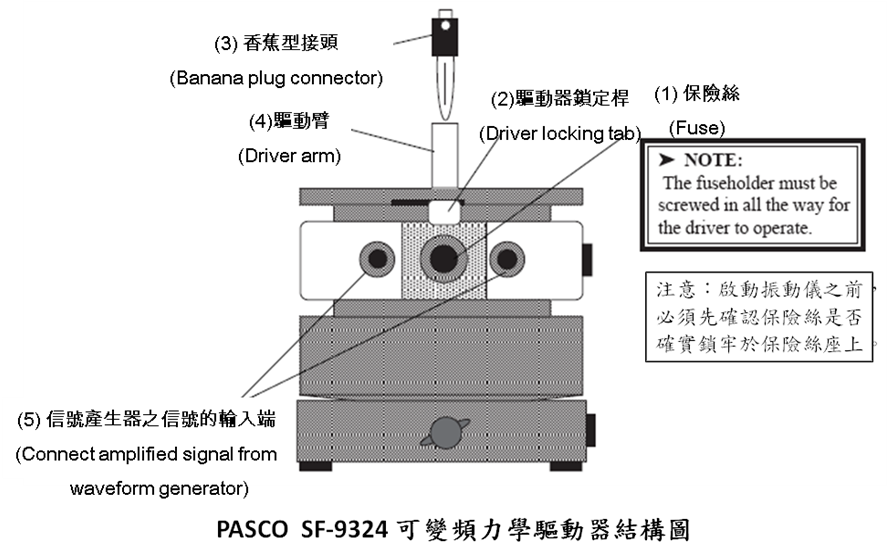 (3) 香蕉型接頭
(Banana plug connector)
(4)驅動臂
(Driver arm)
(2)驅動器鎖定桿
(Driver locking tab)
(1) 保險絲
(Fuse)
➤ NOTE:
The fuseholder must be
screwed in all the way for
the driver to operate.
注意：啟動振動儀之前，
必須先確認保險絲是否
確實鎖牢於保險絲座上。
(5) 信號產生器之信號的輸入端
(Connect amplified signal from
waveform generator)
PASCO SF-9324 可變頻力學驅動器結構圖